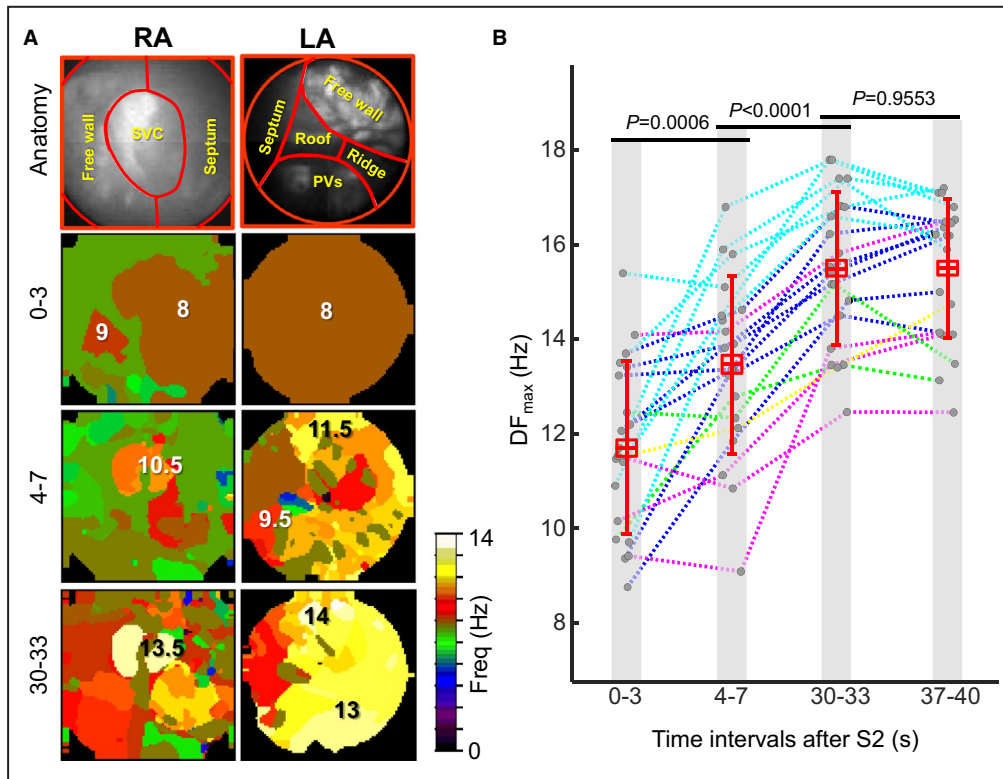 A
RA
LA
Anatomy
Free wall
SVC
Septum
Septum
Free wall
Roof
Ridge
PVs
0-3
9
8
8
4-7
10.5
11.5
9.5
30-33
13.5
14
13
14
Freq (Hz)
0
B
P=0.0006
P<0.0001
P=0.9553
DFmax (Hz)
18
16
14
12
10
8
0-3
4-7
30-33
37-40
Time intervals after S2 (s)